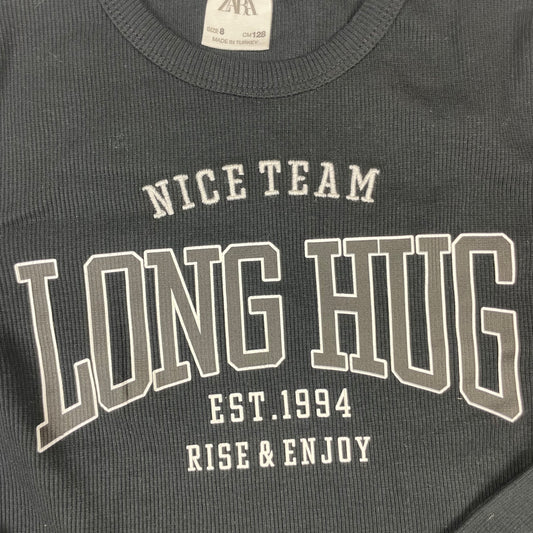 ZARA
SIZE 8 CM 128
MADE IN TURKEY
NICE TEAM
LONG HUG
EST.1994
RISE & ENJOY